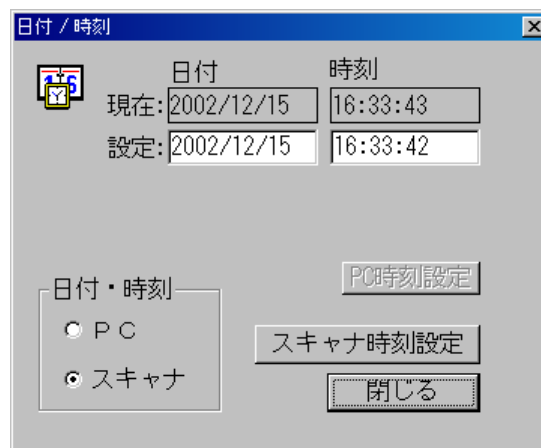 日付 / 時刻
日付 時刻
現在: 2002/12/15 16:33:43
設定: 2002/12/15 16:33:42
PC時刻設定
日付・時刻
ＰＣ
スキャナ時刻設定
スキャナ
閉じる